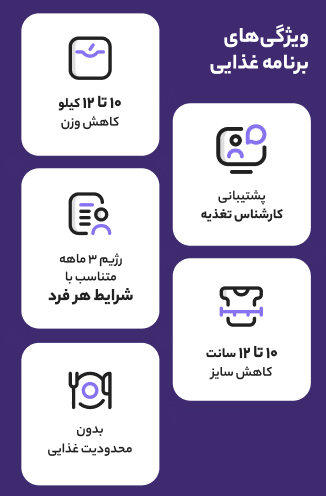 ویژگی‌های
برنامه غذایی
۱۰ تا ۱۲ کیلو
کاهش وزن
پشتیبانی
کارشناس تغذیه
رژیم ۳ ماهه
متناسب با
شرایط هر فرد
۱۰ تا ۱۲ سانت
کاهش سایز
بدون
محدودیت غذایی